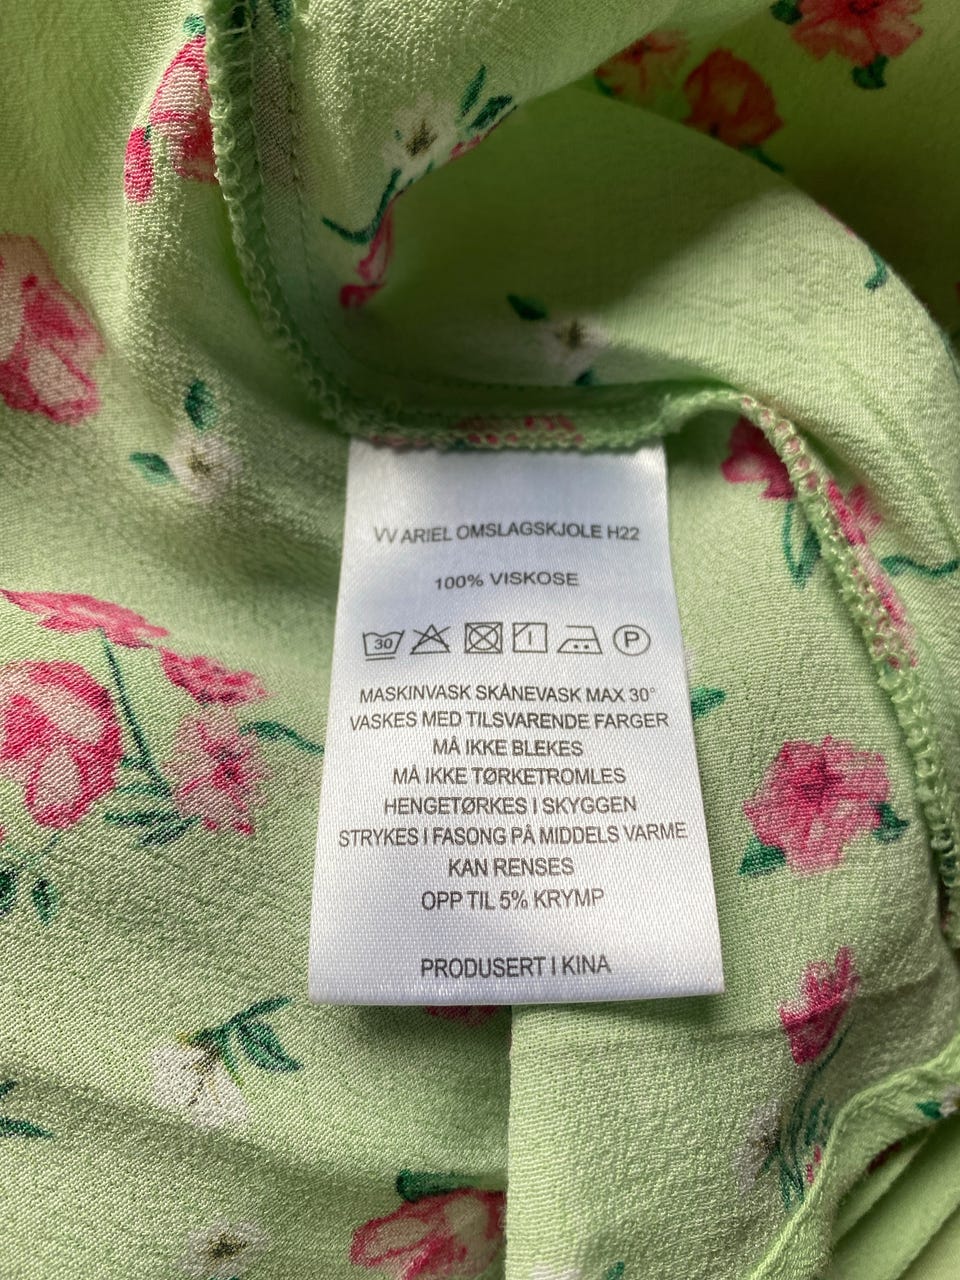 VV ARIEL OMSLAGSKJOLE H22
100% VISKOSE
30 P
MASKINVASK SKÅNEVASK MAX 30°
VASKES MED TILSVARENDE FARGER
MÅ IKKE BLEKES
MÅ IKKE TØRKETROMLES
HENGETØRKES I SKYGGEN
STRYKES I FASONG PÅ MIDDELS VARME
KAN RENSES
OPP TIL 5% KRYMP
PRODUSERT I KINA